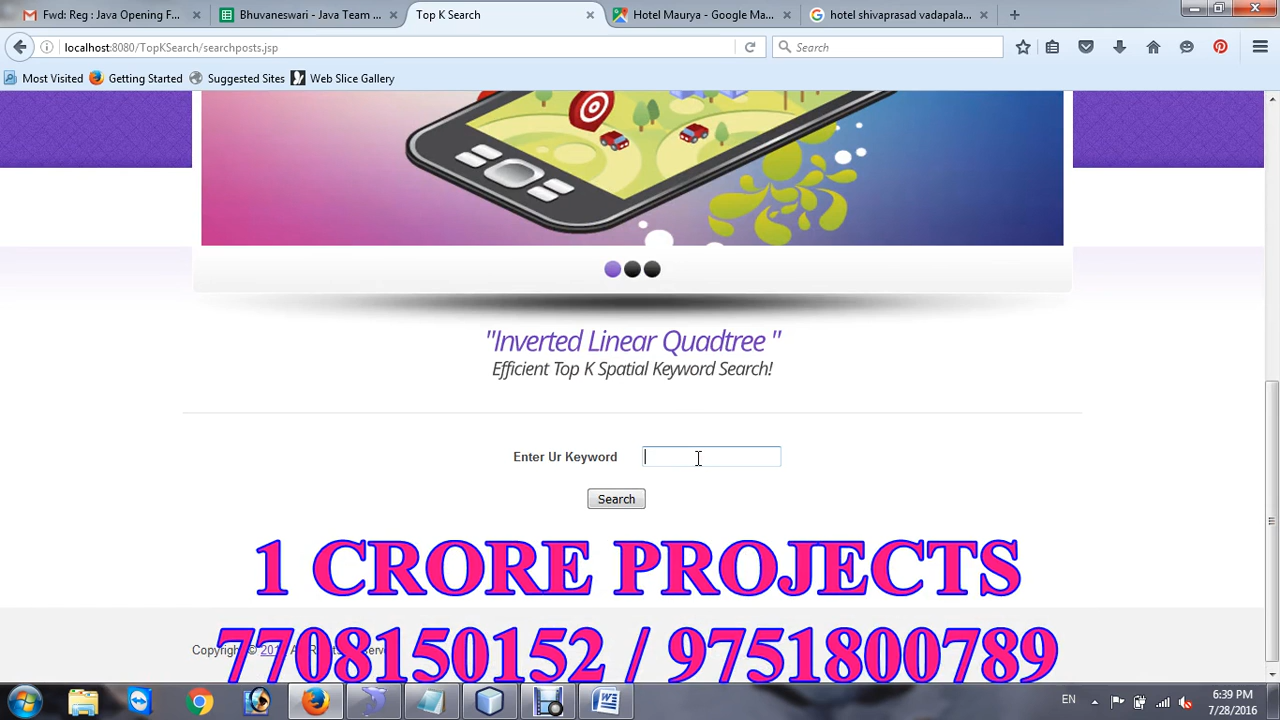 Fwd: Reg : Java Opening F...
Bhuvaneswari - Java Team ...
Top K Search
Hotel Maurya - Google Ma...
hotel shivaprasad vadapala...
localhost:8080/TopKSearch/searchposts.jsp
Search
Most Visited
Getting Started
Suggested Sites
Web Slice Gallery
"Inverted Linear Quadtree "
Efficient Top K Spatial Keyword Search!
Enter Ur Keyword
Search
1 CRORE PROJECTS
7708150152 / 9751800789
Copyright ©
EN
6:39 PM
7/28/2016